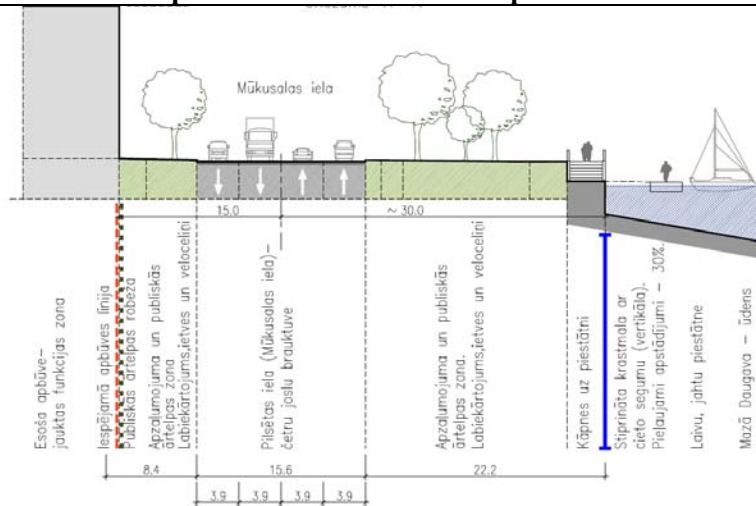 Mūkusalas iela
15.0
~ 30.0
Esoša apbūve–
jauktas funkcijas zona
Iespējamā apbūves līnija
Publiskās ārtelpas robeža
Apzaļumojuma un publiskās
ārtelpas zona
Labiekārtojums,ietves un veloceliņi
Pilsētas iela (Mūkusalas iela)–
četru joslu brauktuve
Apzaļumojuma un publiskās
ārtelpas zona.
Labiekārtojums,ietves un veloceliņi
Kāpnes uz piestātni
Stiprināta krastmala ar
cieto segumu (vertikāla).
Pieļaujami apstādījumi – 30%.
Laivu, jahtu piestātne
Mazā Daugava – ūdens
8.4
15.6
22.2
3.9
3.9
3.9
3.9